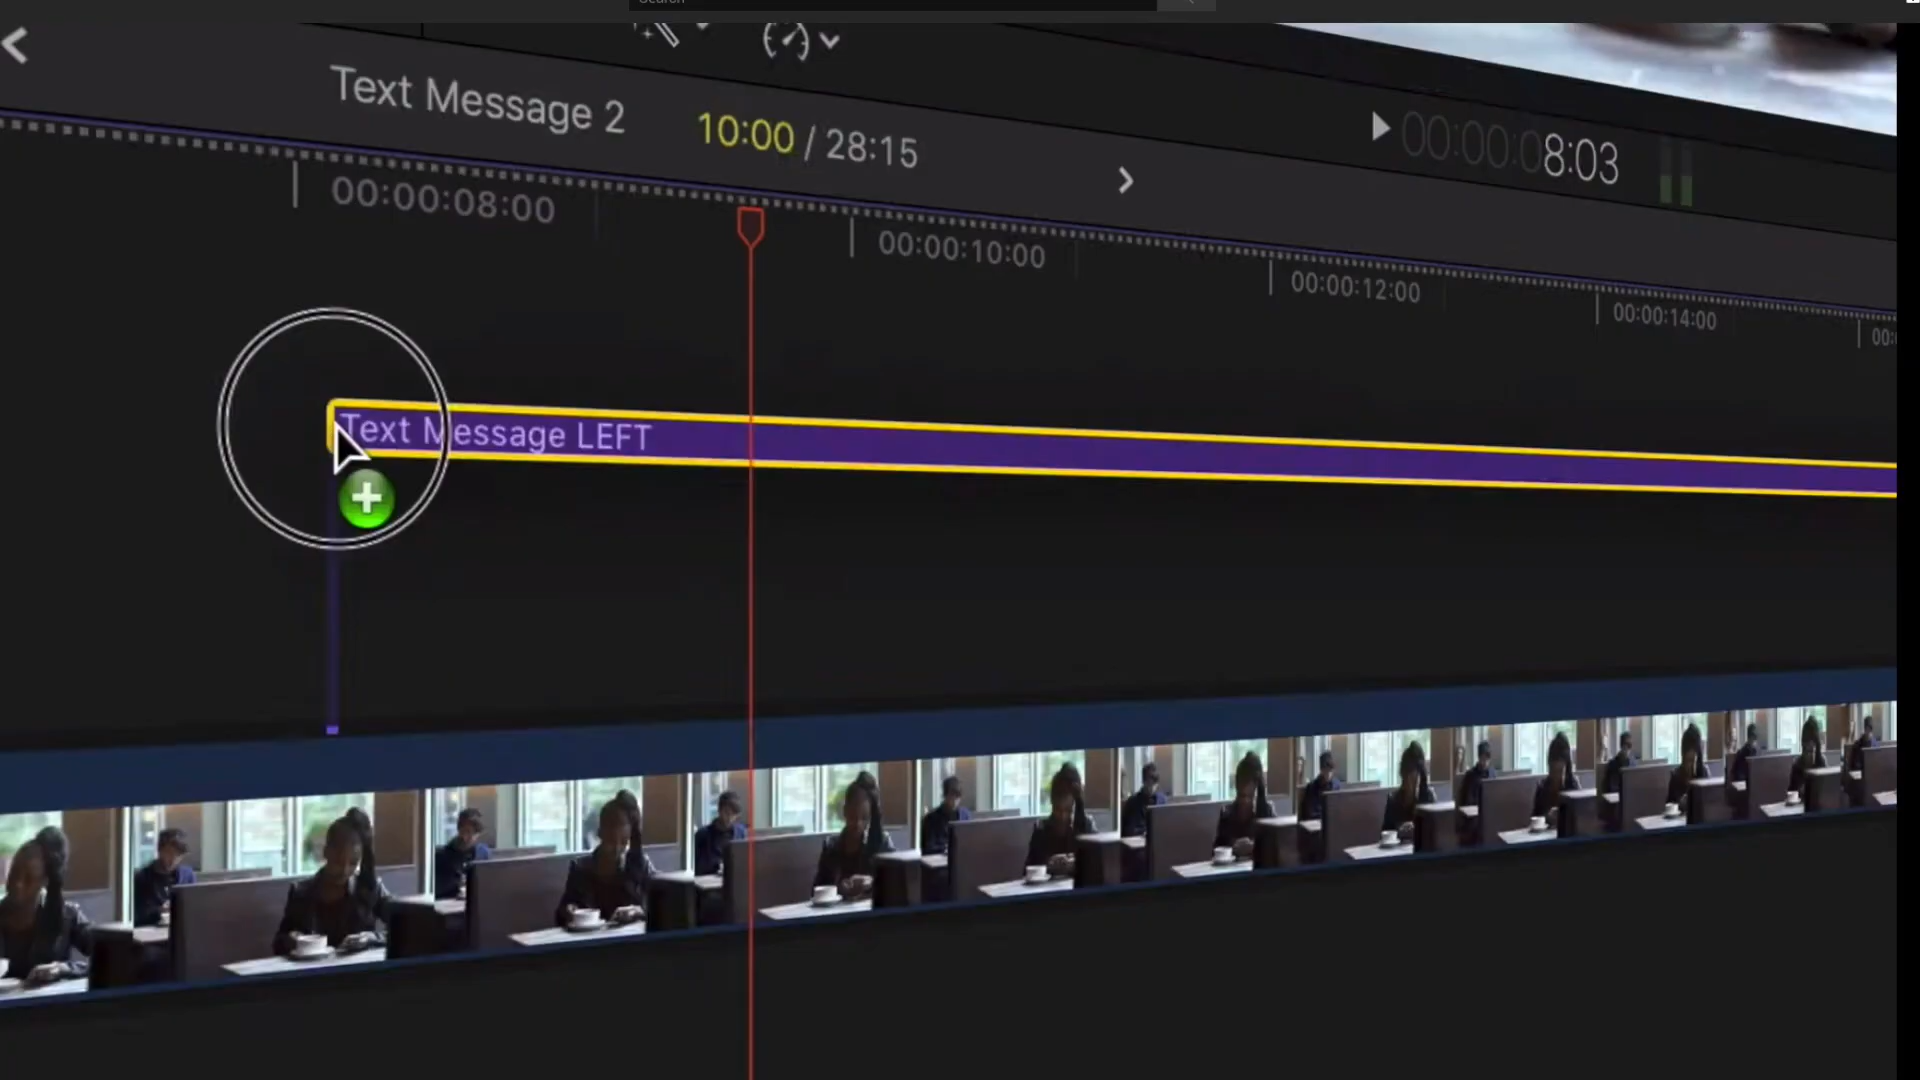 Text Message 2
10:00 / 28:15
00:00:08:03
00:00:08:00
00:00:10:00
00:00:12:00
00:00:14:00
00:
Text Message LEFT